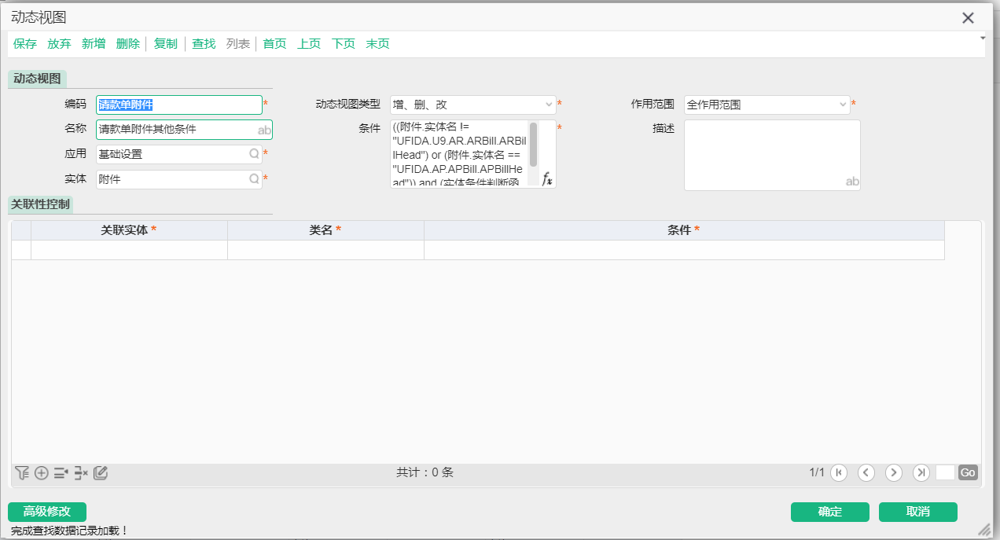 动态视图
保存 放弃 新增 删除 复制 查找 列表 首页 上页 下页 末页
动态视图
编码 请款单附件 * 动态视图类型 增、删、改 * 作用范围 全作用范围 *
名称 请款单附件其他条件 ab 条件 ((附件.实体名 != * 描述
"UFIDA.U9.AR.ARBill.ARBi
llHead") or (附件.实体名 ==
"UFIDA.AP.APBill.APBillHe
ead")) and (实体条件判断函
fx
ab
应用 基础设置 *
实体 附件 *
关联性控制
关联实体 * 类名 * 条件 *
共计：0 条 1/1 Go
高级修改 确定 取消
完成查找数据记录加载！